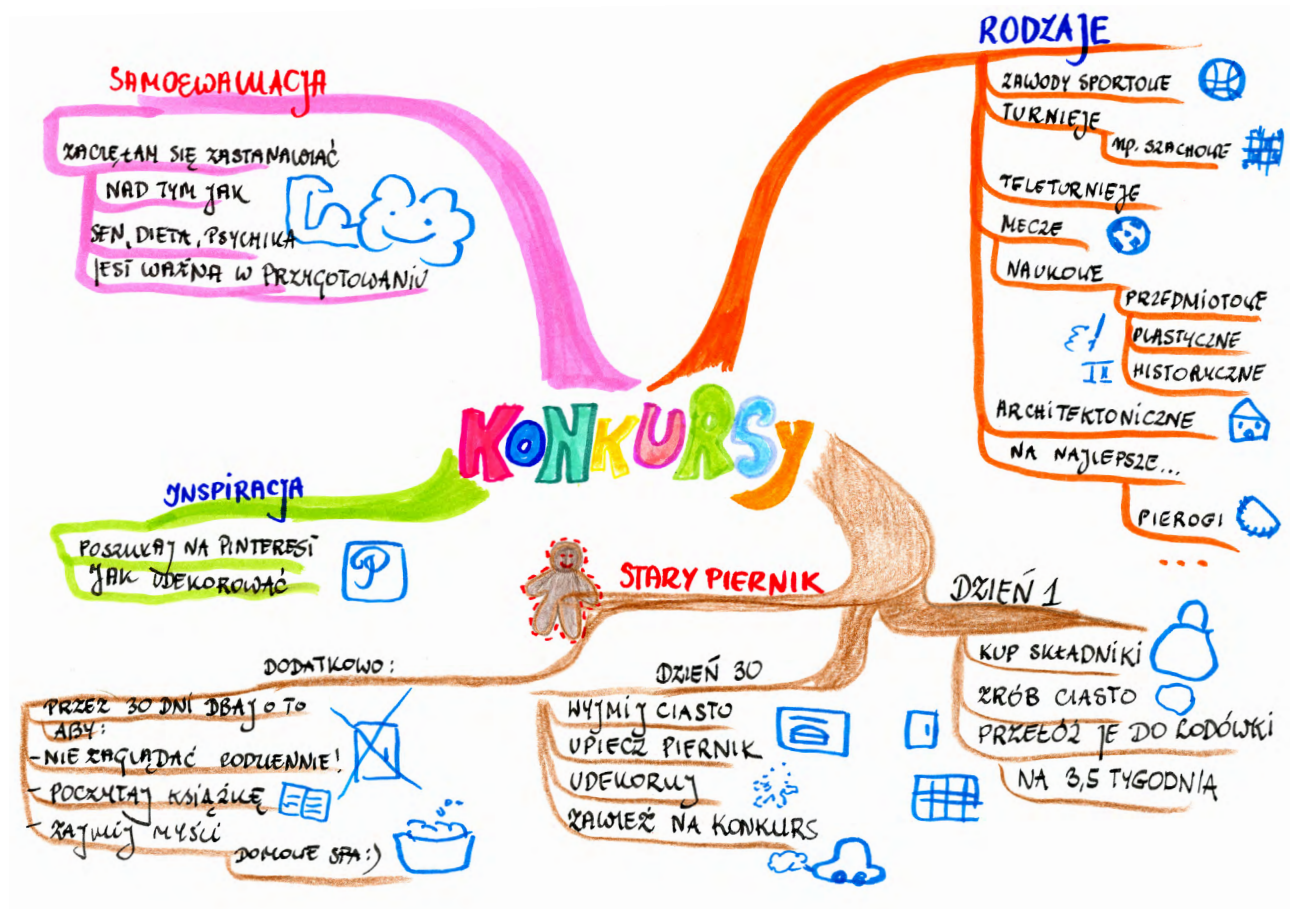 RODZAJE
ZAWODY SPORTOWE
TURNIEJE
NP. SZACHOWE
TELETURNIEJE
MECZE
NAUKOWE
PRZEDMIOTOWE
PLASTYCZNE
HISTORYCZNE
ARCHITEKTONICZNE
NA NAJLEPSZE...
PIEROGI
...
SAMOEWALUACJA
ZACZĘŁAM SIĘ ZASTANAWIAĆ
NAD TYM JAK
SEN, DIETA, PSYCHIKA
JEST WAŻNA W PRZYGOTOWANIU
KONKURSY
INSPIRACJA
POSZUKAJ NA PINTEREST
JAK UDEKOROWAĆ
P
STARY PIERNIK
DZIEŃ 1
KUP SKŁADNIKI
ZRÓB CIASTO
PRZEŁÓŻ JE DO LODÓWKI
NA 3,5 TYGODNIA
DZIEŃ 30
WYJMIJ CIASTO
UPIECZ PIERNIK
UDEKORUJ
ZAWIEŹ NA KONKURS
DODATKOWO:
PRZEZ 30 DNI DBAJ O TO
ABY:
- NIE ZAGLĄDAĆ CODZIENNIE!
- POCZYTAJ KSIĄŻKĘ
- ZAJMIJ MYŚLI
DOMOWE SPA:)